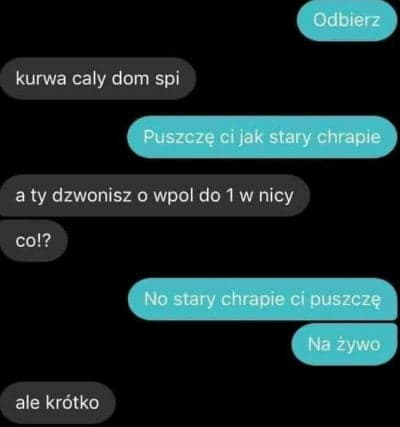 Odbierz
kurwa caly dom spi
Puszczę ci jak stary chrapie
a ty dzwonisz o wpol do 1 w nicy
co!?
No stary chrapie ci puszczę
Na żywo
ale krótko